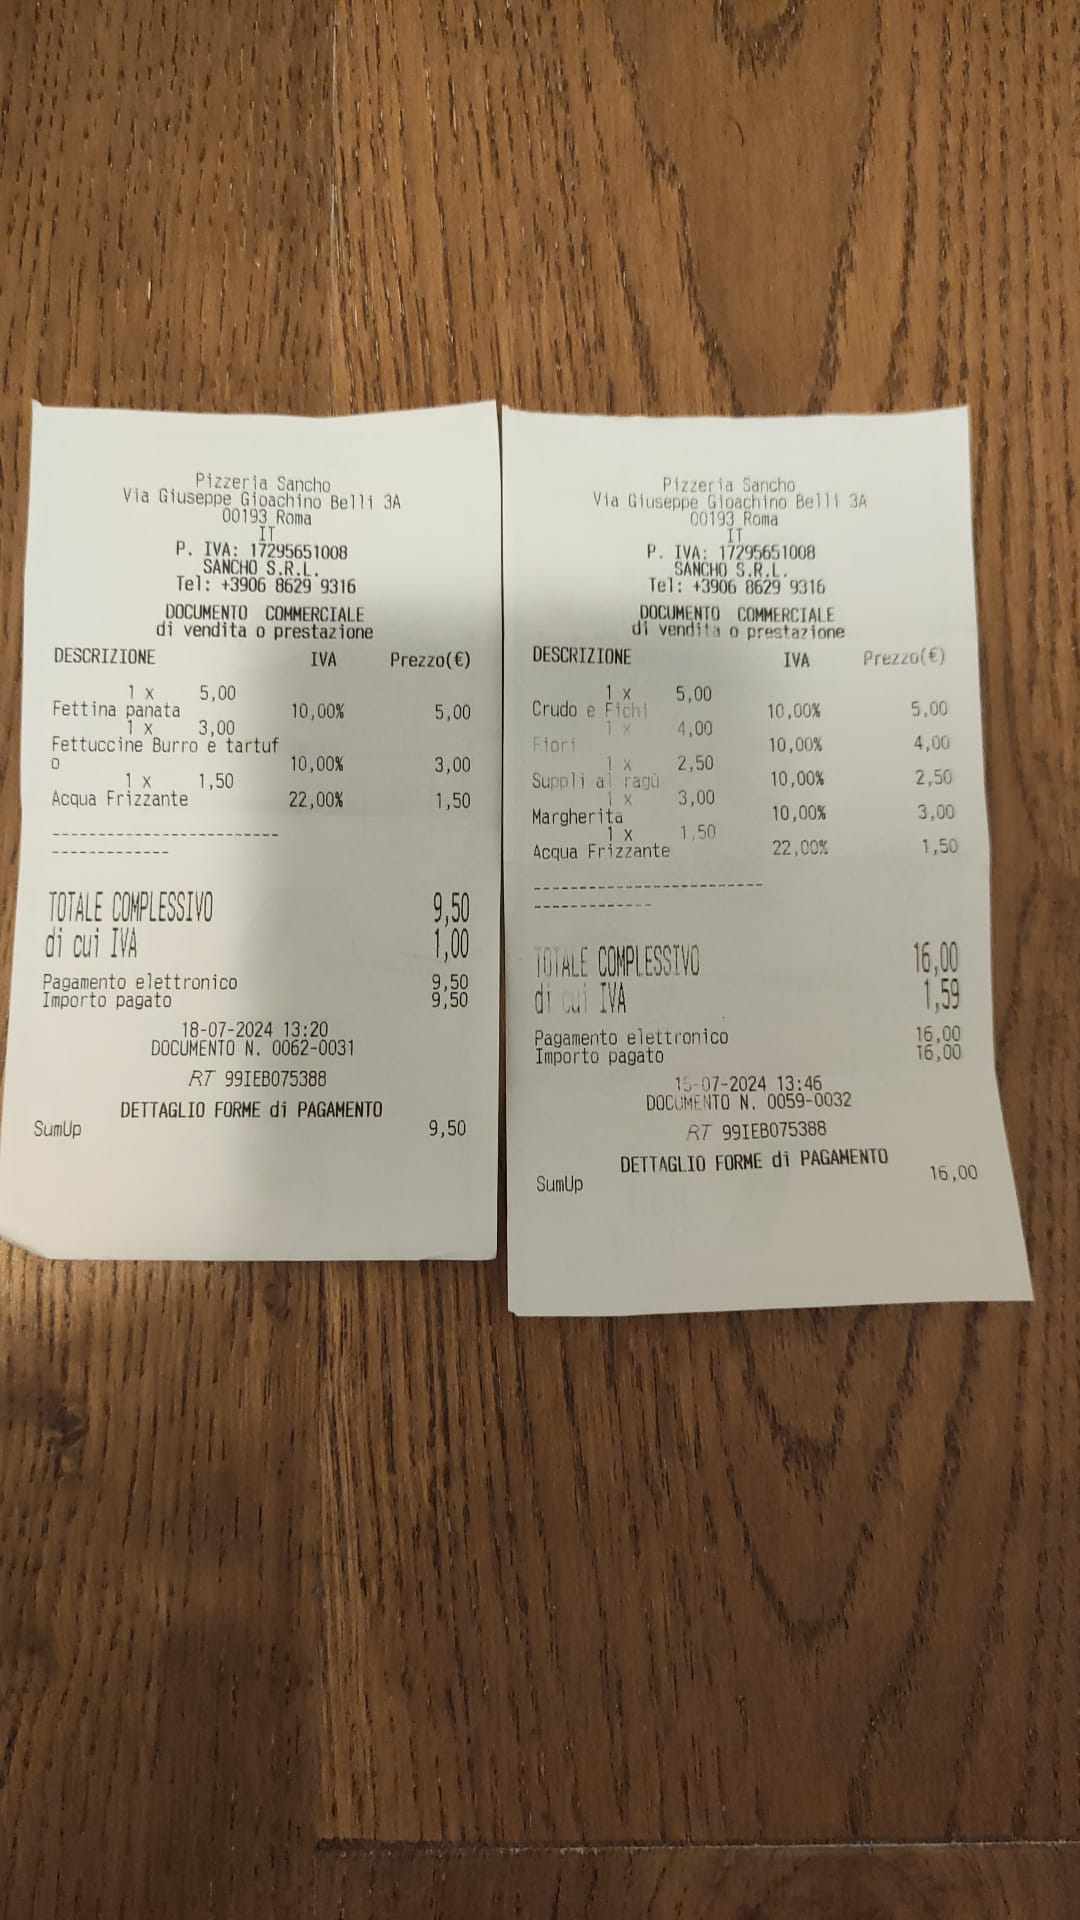 Pizzeria Sancho
Via Giuseppe Gioachino Belli 3A
00193 Roma
IT
P. IVA: 17295651008
SANCHO S.R.L.
Tel: +3906 8629 9316
DOCUMENTO COMMERCIALE
di vendita o prestazione
DESCRIZIONE IVA Prezzo(€)
1 x 5,00
Fettina panata 10,00% 5,00
1 x 3,00
Fettuccine Burro e tartuf
o 10,00% 3,00
1 x 1,50
Acqua Frizzante 22,00% 1,50
-------------------------
-------------
TOTALE COMPLESSIVO 9,50
di cui IVA 1,00
Pagamento elettronico 9,50
Importo pagato 9,50
18-07-2024 13:20
DOCUMENTO N. 0062-0031
RT 99IEB075388
DETTAGLIO FORME di PAGAMENTO
SumUp 9,50
Pizzeria Sancho
Via Giuseppe Gioachino Belli 3A
00193 Roma
IT
P. IVA: 17295651008
SANCHO S.R.L.
Tel: +3906 8629 9316
DOCUMENTO COMMERCIALE
di vendita o prestazione
DESCRIZIONE IVA Prezzo(€)
1 x 5,00
Crudo e Fichi 10,00% 5,00
1 x 4,00
Fiori 10,00% 4,00
1 x 2,50
Supplì al ragù 10,00% 2,50
1 x 3,00
Margherita 10,00% 3,00
1 x 1,50
Acqua Frizzante 22,00% 1,50
-------------------------
-------------
TOTALE COMPLESSIVO 16,00
di cui IVA 1,59
Pagamento elettronico 16,00
Importo pagato 16,00
15-07-2024 13:46
DOCUMENTO N. 0059-0032
RT 99IEB075388
DETTAGLIO FORME di PAGAMENTO
SumUp 16,00